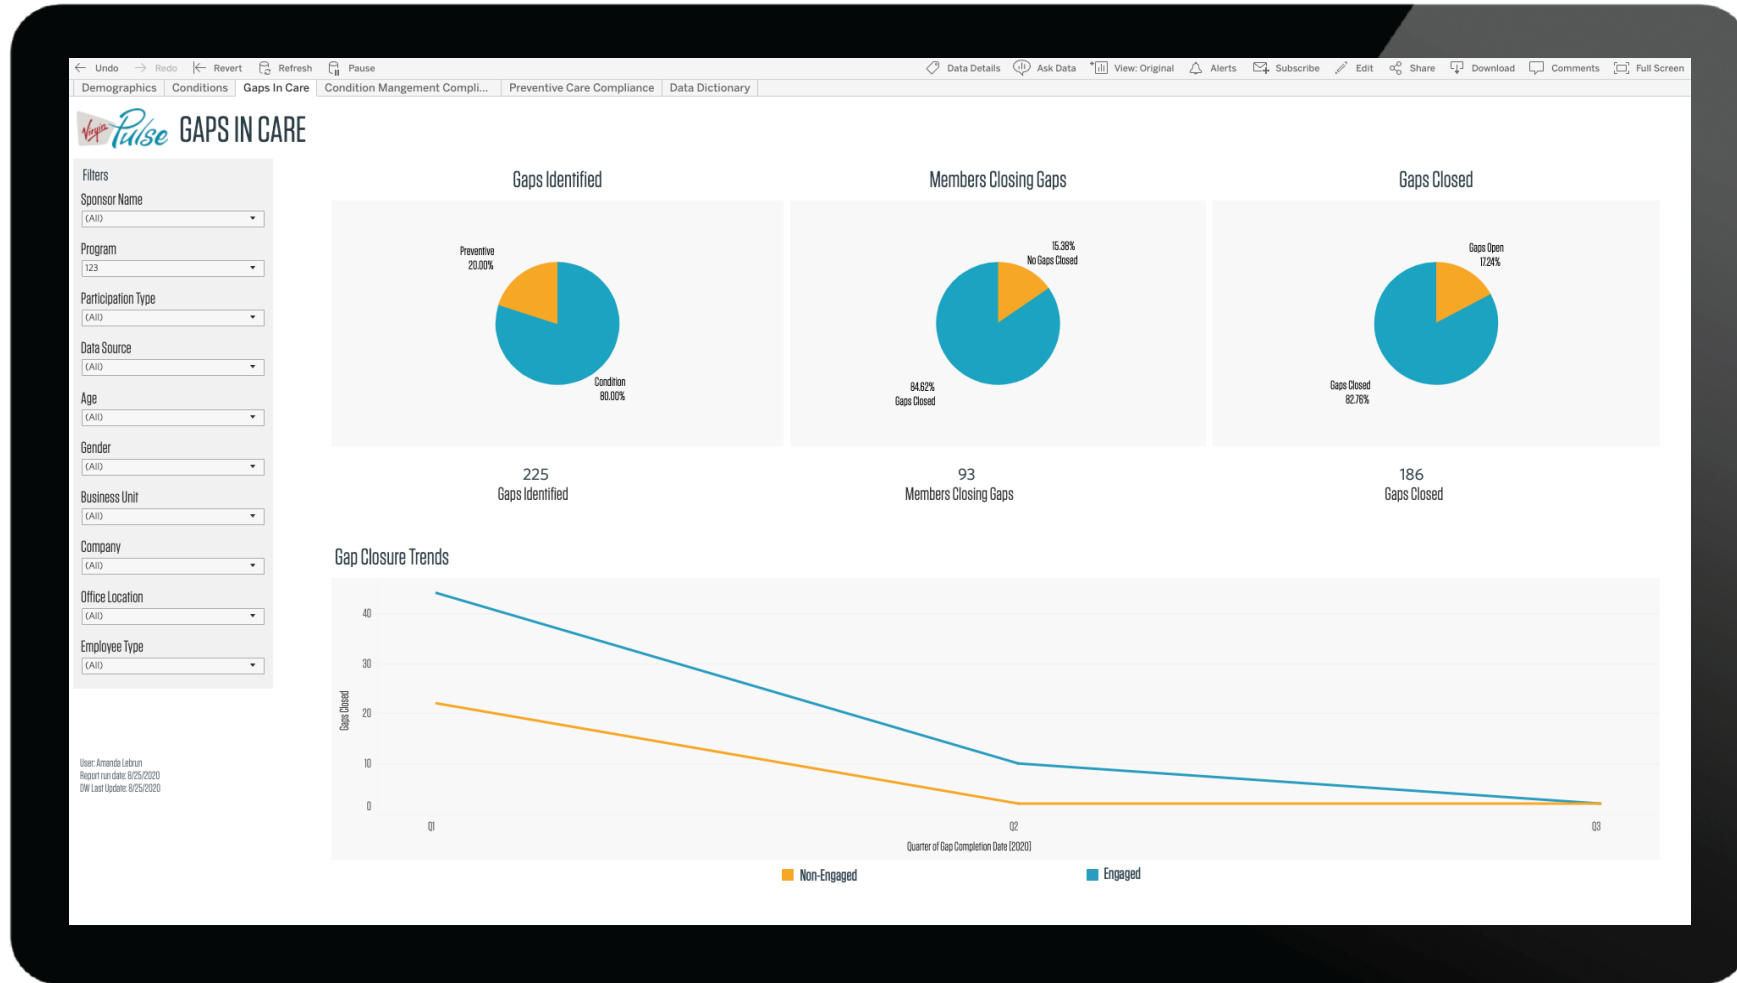 Undo Redo Revert Refresh Pause Data Details Ask Data View: Original Alerts Subscribe Edit Share Download Comments Full Screen
Demographics Conditions Gaps In Care Condition Mangement Compli... Preventive Care Compliance Data Dictionary
Virgin Pulse GAPS IN CARE
Filters
Sponsor Name
(All)
Program
123
Participation Type
(All)
Data Source
(All)
Age
(All)
Gender
(All)
Business Unit
(All)
Company
(All)
Office Location
(All)
Employee Type
(All)
User: Amanda Lebrun
Report run date: 8/25/2020
DW Last Update: 8/25/2020
Gaps Identified
Preventive
20.00%
Condition
80.00%
225
Gaps Identified
Members Closing Gaps
15.38%
No Gaps Closed
84.62%
Gaps Closed
93
Members Closing Gaps
Gaps Closed
Gaps Open
17.24%
Gaps Closed
82.76%
186
Gaps Closed
Gap Closure Trends
Gaps Closed
40
30
20
10
0
Q1 Q2 Q3
Quarter of Gap Completion Date [2020]
Non-Engaged Engaged